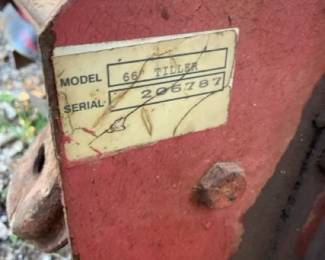 MODEL 66" TILLER
SERIAL 206787